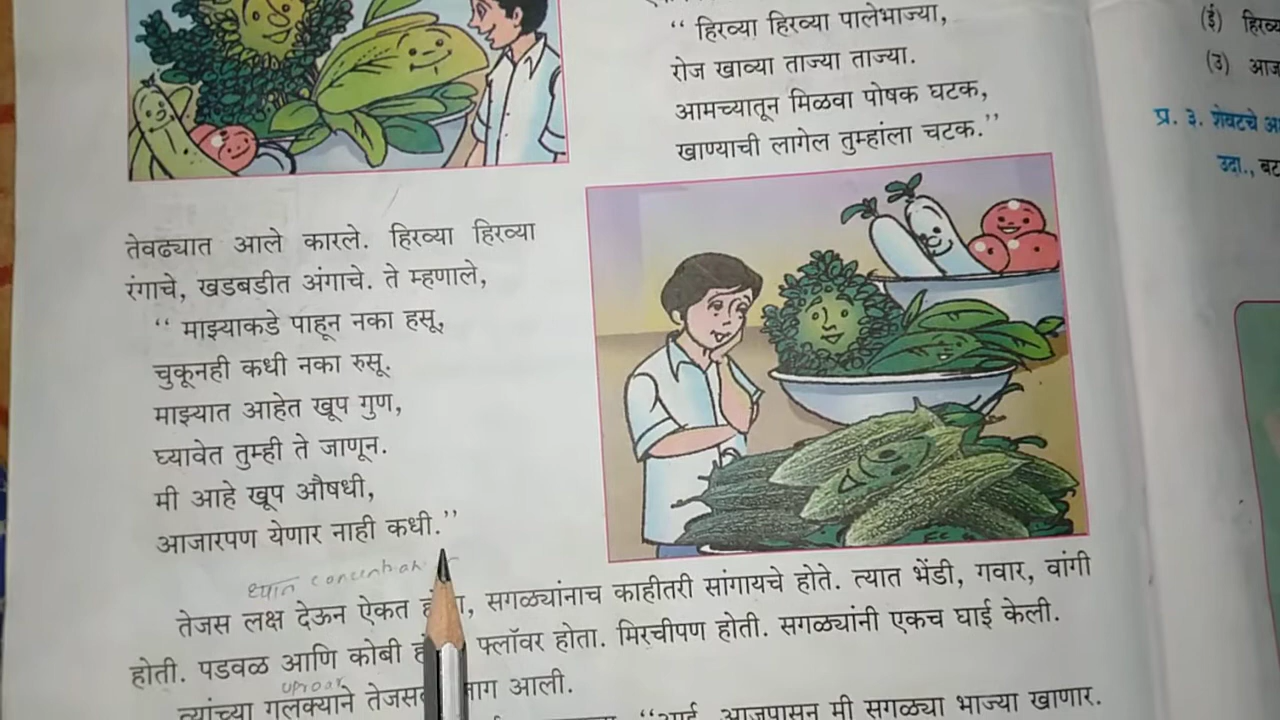 “ हिरव्या हिरव्या पालेभाज्या,
रोज खाव्या ताज्या ताज्या.
आमच्यातून मिळवा पोषक घटक,
खाण्याची लागेल तुम्हांला चटक.”
तेवढ्यात आले कारले. हिरव्या हिरव्या
रंगाचे, खडबडीत अंगाचे. ते म्हणाले,
“ माझ्याकडे पाहून नका हसू,
चुकूनही कधी नका रुसू.
माझ्यात आहेत खूप गुण,
घ्यावेत तुम्ही ते जाणून.
मी आहे खूप औषधी,
आजारपण येणार नाही कधी.”
ध्यान
तेजस लक्ष देऊन ऐकत सगळ्यांनाच काहीतरी सांगायचे होते. त्यात भेंडी, गवार, वांगी
होती. पडवळ आणि कोबी फ्लॉवर होता. मिरचीपण होती. सगळ्यांनी एकच घाई केली.
uproar
त्यांच्या गलक्याने जाग आली.
“आई, आजपासून मी सगळ्या भाज्या खाणार.
(ई) हिरव्य
(उ) आज
प्र. ३. शेवटचे अ
उदा., बट